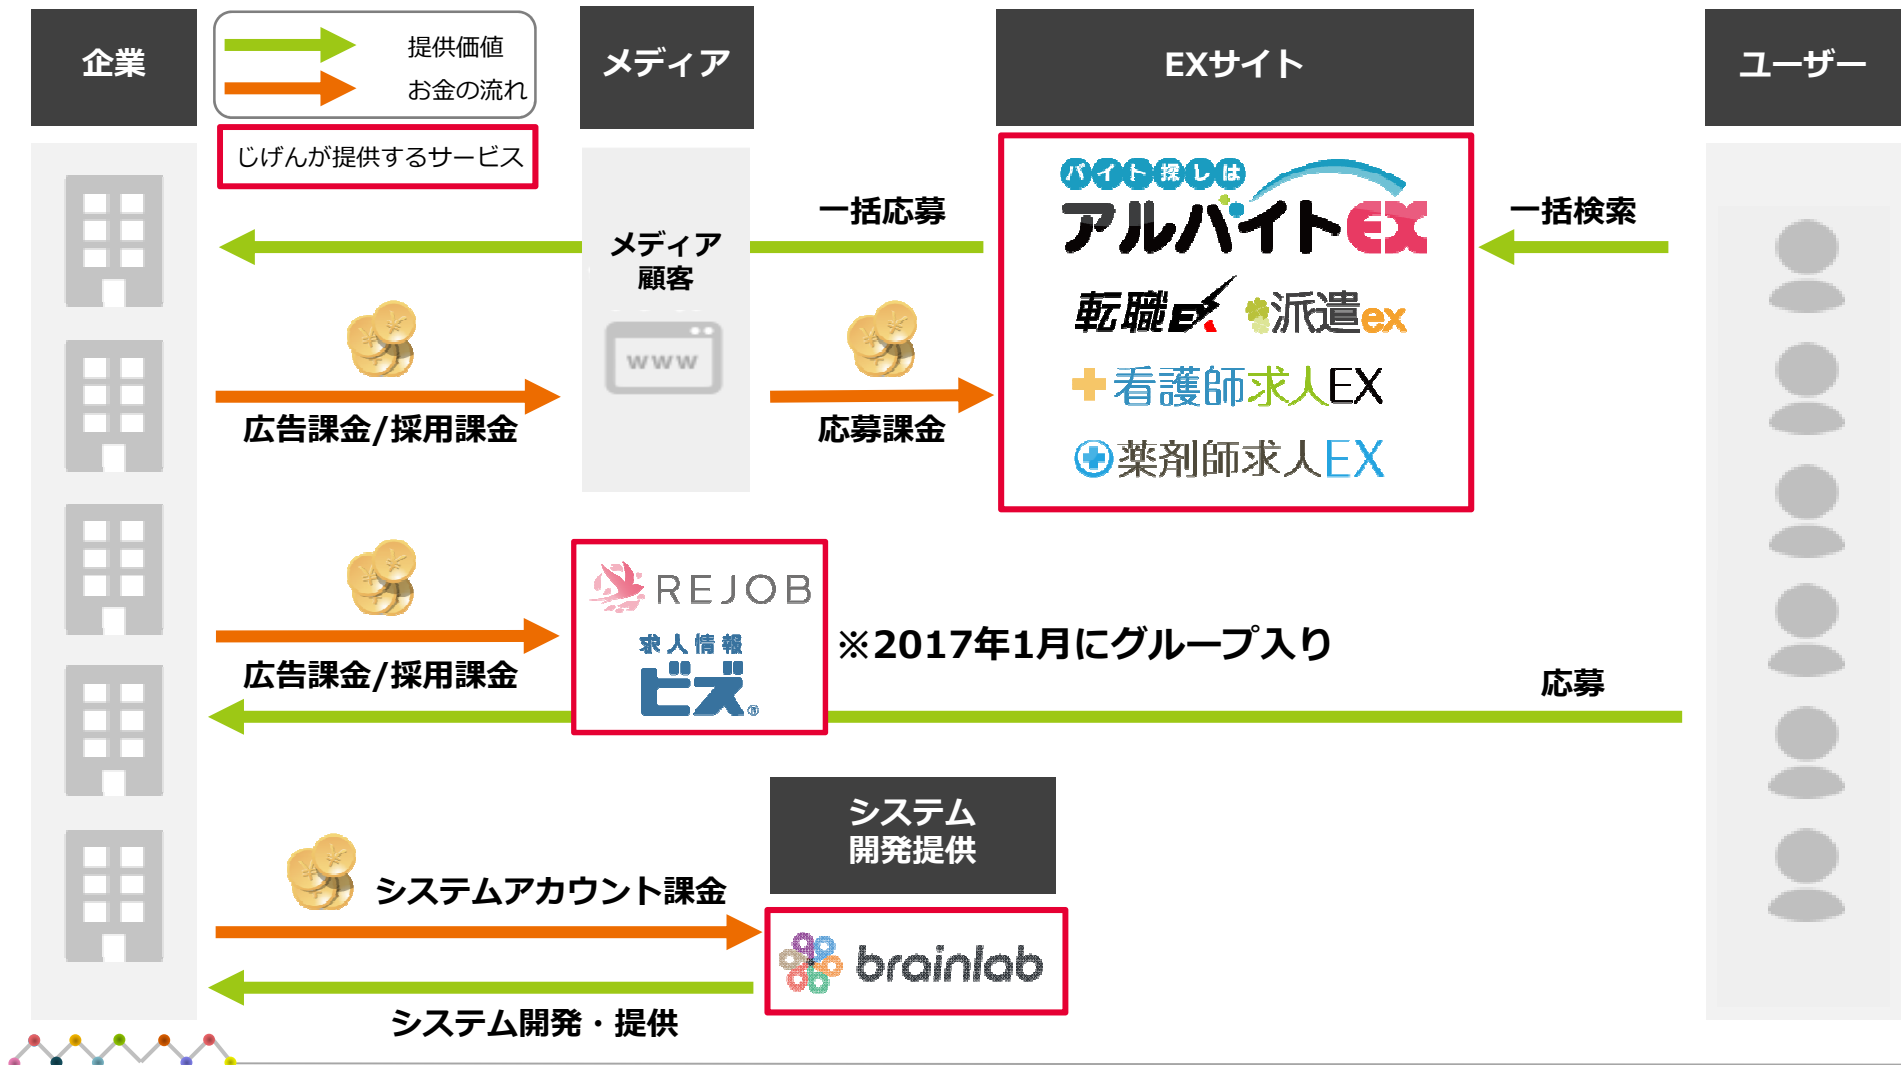 企業
提供価値
お金の流れ
じげんが提供するサービス
メディア
EXサイト
ユーザー
バイト探しは
アルバイトEX
転職EX
派遣ex
看護師求人EX
薬剤師求人EX
一括応募
一括検索
メディア
顧客
www
広告課金/採用課金
応募課金
REJOB
求人情報
ビズ®
※2017年1月にグループ入り
広告課金/採用課金
応募
システム
開発提供
システムアカウント課金
brainlab
システム開発・提供